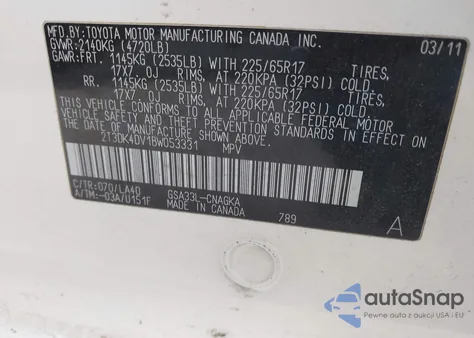 MFD.BY:TOYOTA MOTOR MANUFACTURING CANADA INC.
GVWR:2140KG (4720LB) 03/11
GAWR:FRT. 1145KG (2535LB) WITH 225/65R17 TIRES,
17X7.0J RIMS, AT 220KPA (32PSI) COLD
RR. 1145KG (2535LB) WITH 225/65R17 TIRES,
17X7.0J RIMS, AT 220KPA (32PSI) COLD
THIS VEHICLE CONFORMS TO ALL APPLICABLE FEDERAL MOTOR
VEHICLE SAFETY STANDARDS IN EFFECT ON THE DATE OF
MANUFACTURE SHOWN ABOVE.
2T3DK4DV1BW053331 MPV
C/TR:070/LA40 GSA33L-CNAGKA
A/TM:-03A/U151F MADE IN CANADA 789 A
autoSnap
Pewne auta z aukcji USA i EU